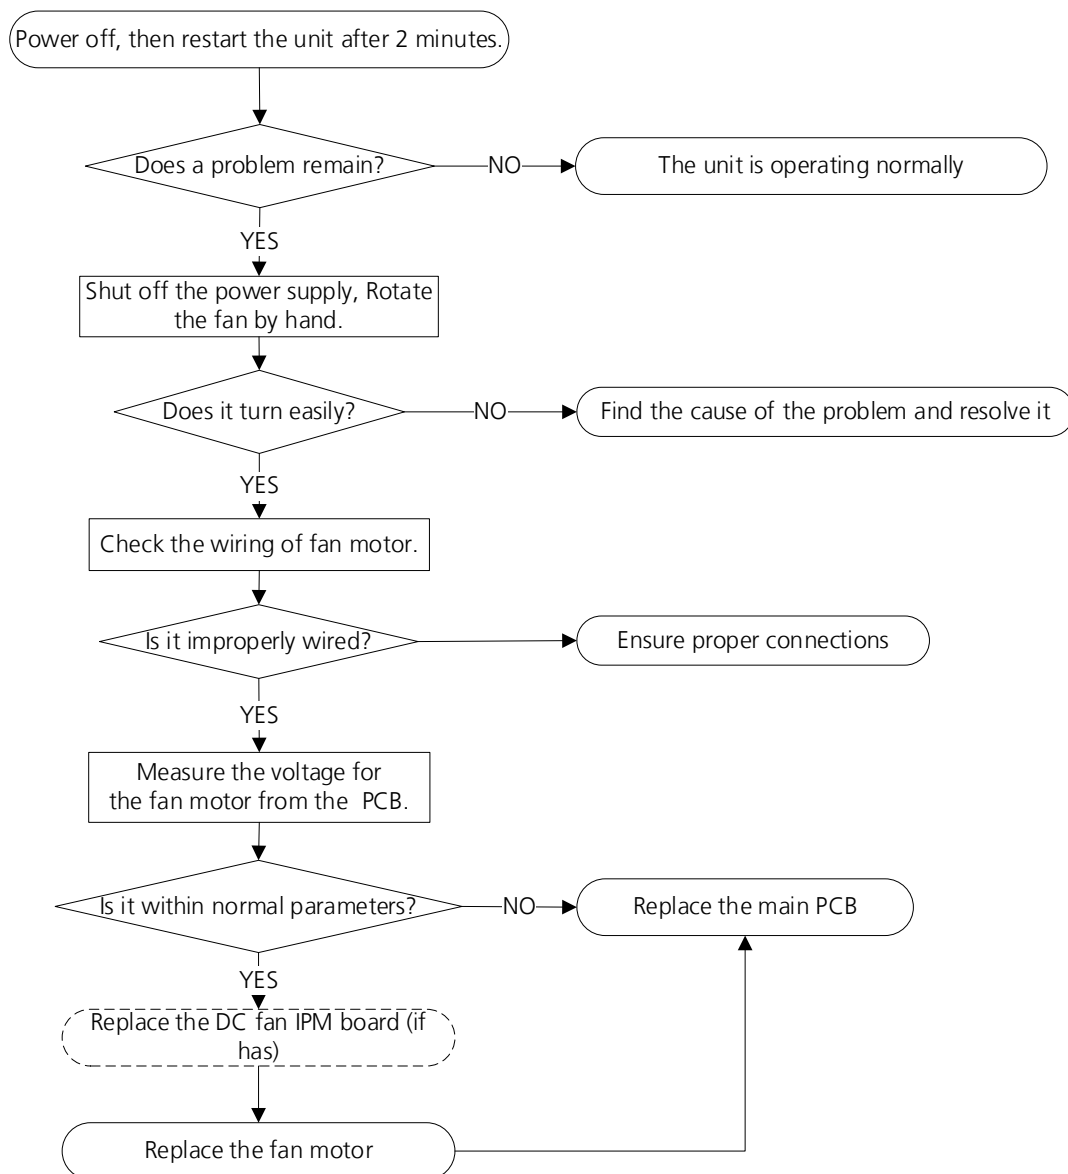 Power off, then restart the unit after 2 minutes.
Does a problem remain?
NO
The unit is operating normally
YES
Shut off the power supply, Rotate
the fan by hand.
Does it turn easily?
NO
Find the cause of the problem and resolve it
YES
Check the wiring of fan motor.
Is it improperly wired?
Ensure proper connections
YES
Measure the voltage for
the fan motor from the PCB.
Is it within normal parameters?
NO
Replace the main PCB
YES
Replace the DC fan IPM board (if
has)
Replace the fan motor